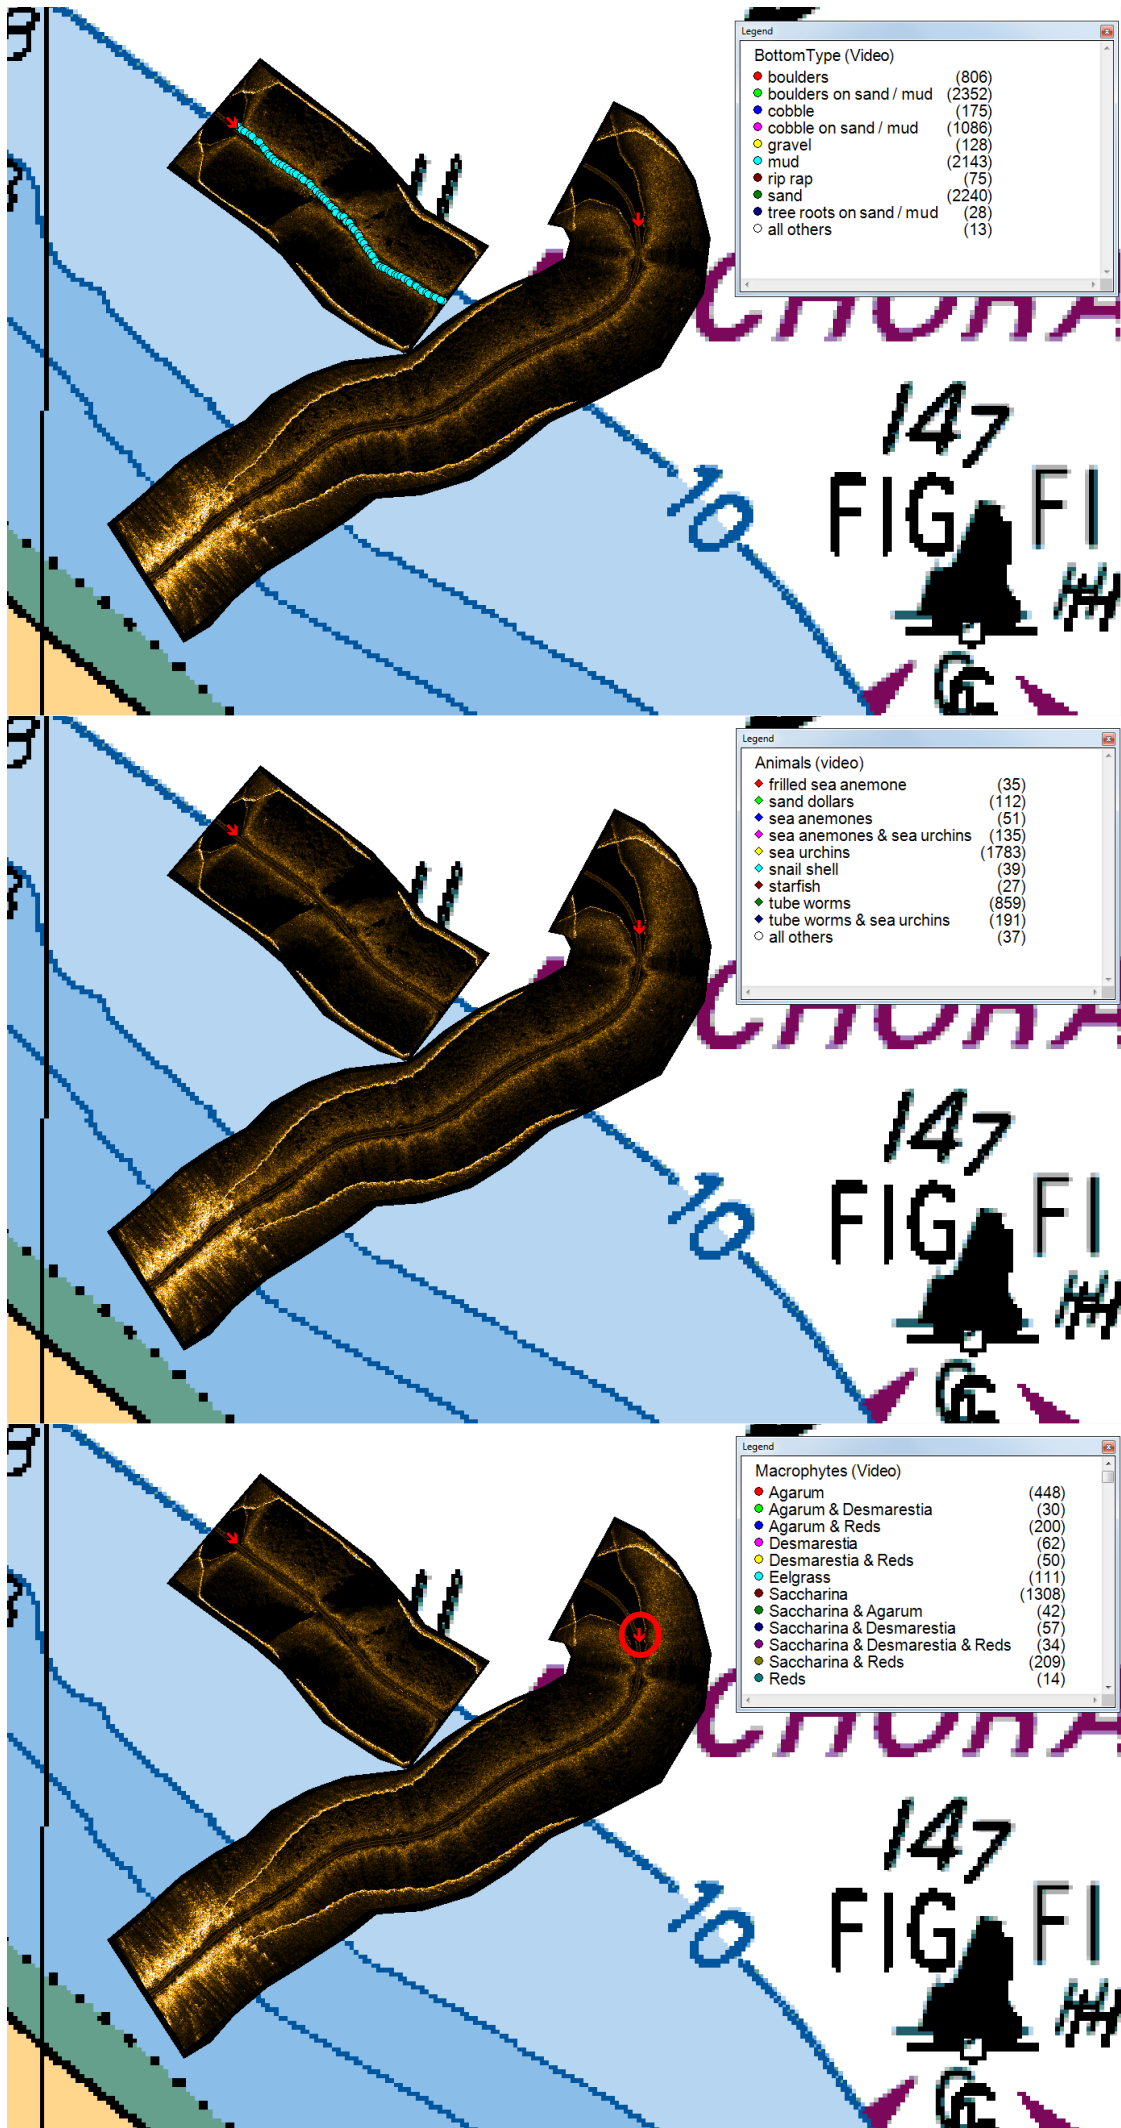 Legend
BottomType (Video)
boulders (806)
boulders on sand / mud (2352)
cobble (175)
cobble on sand / mud (1086)
gravel (128)
mud (2143)
rip rap (75)
sand (2240)
tree roots on sand / mud (28)
all others (13)
11
CHORA
147
FIG FI
10
Legend
Animals (video)
frilled sea anemone (35)
sand dollars (112)
sea anemones (51)
sea anemones & sea urchins (135)
sea urchins (1783)
snail shell (39)
starfish (27)
tube worms (859)
tube worms & sea urchins (191)
all others (37)
11
CHORA
147
FIG FI
10
Legend
Macrophytes (Video)
Agarum (448)
Agarum & Desmarestia (30)
Agarum & Reds (200)
Desmarestia (62)
Desmarestia & Reds (50)
Eelgrass (111)
Saccharina (1308)
Saccharina & Agarum (42)
Saccharina & Desmarestia (57)
Saccharina & Desmarestia & Reds (34)
Saccharina & Reds (209)
Reds (14)
11
CHORA
147
FIG FI
10